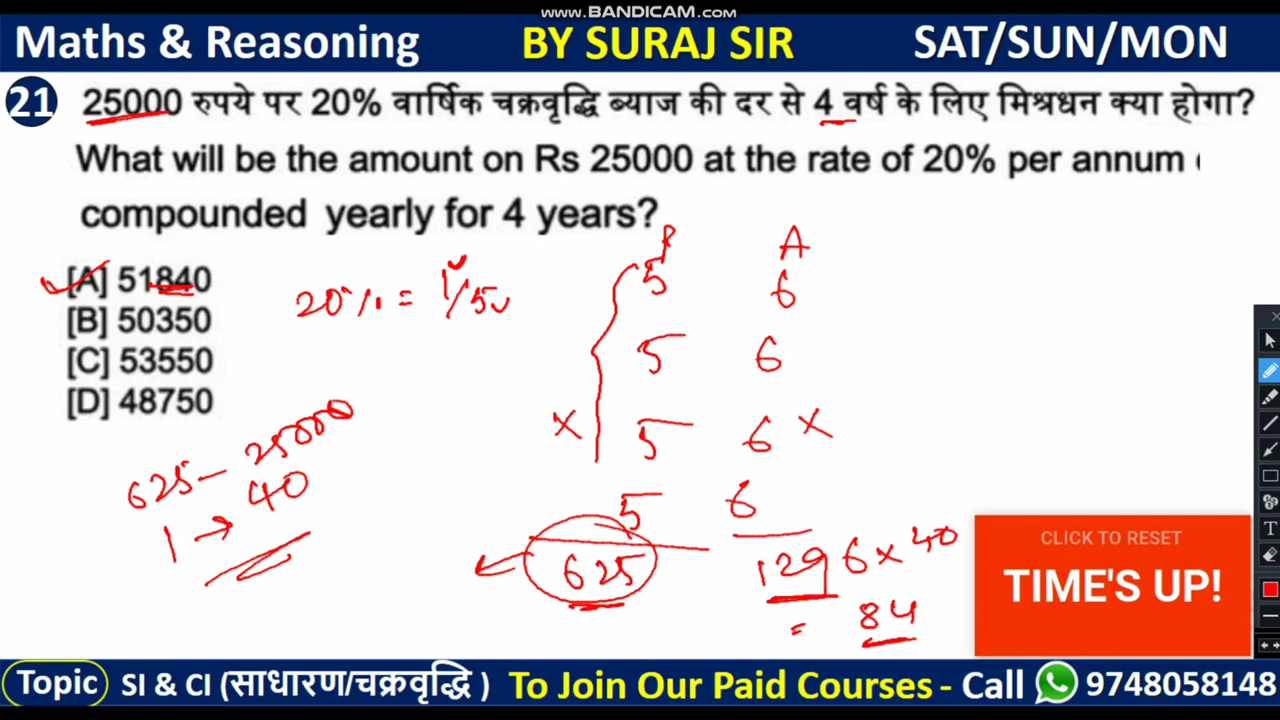 www.BANDICAM.com
Maths & Reasoning BY SURAJ SIR SAT/SUN/MON
21 25000 रुपये पर 20% वार्षिक चक्रवृद्धि ब्याज की दर से 4 वर्ष के लिए मिश्रधन क्या होगा?
What will be the amount on Rs 25000 at the rate of 20% per annum
compounded yearly for 4 years?
[A] 51840
[B] 50350
[C] 53550
[D] 48750
20% = 1/5
P A
5 6
5 6
× 5 6 ×
5 6
625 1296 × 40
= 84
625 – 25000
1 → 40
CLICK TO RESET
TIME'S UP!
Topic SI & CI (साधारण/चक्रवृद्धि ) To Join Our Paid Courses - Call 9748058148